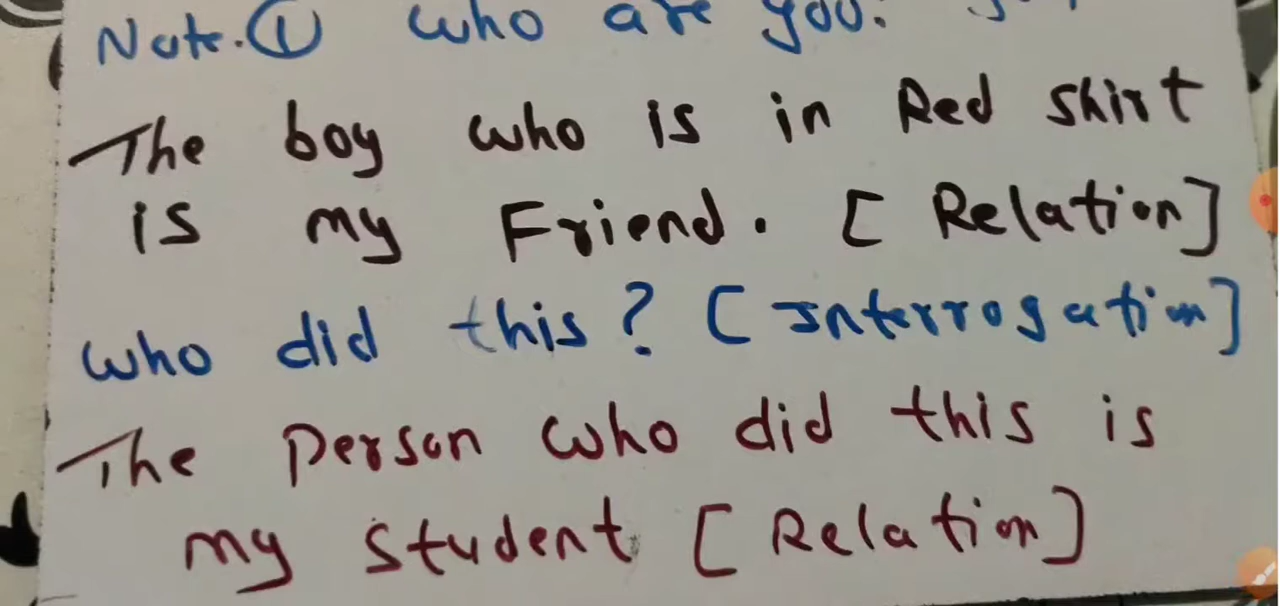 Note. ① who are you.
The boy who is in Red shirt
is my Friend. [ Relation]
who did this? [Interrogation]
The Person who did this is
my student [Relation]